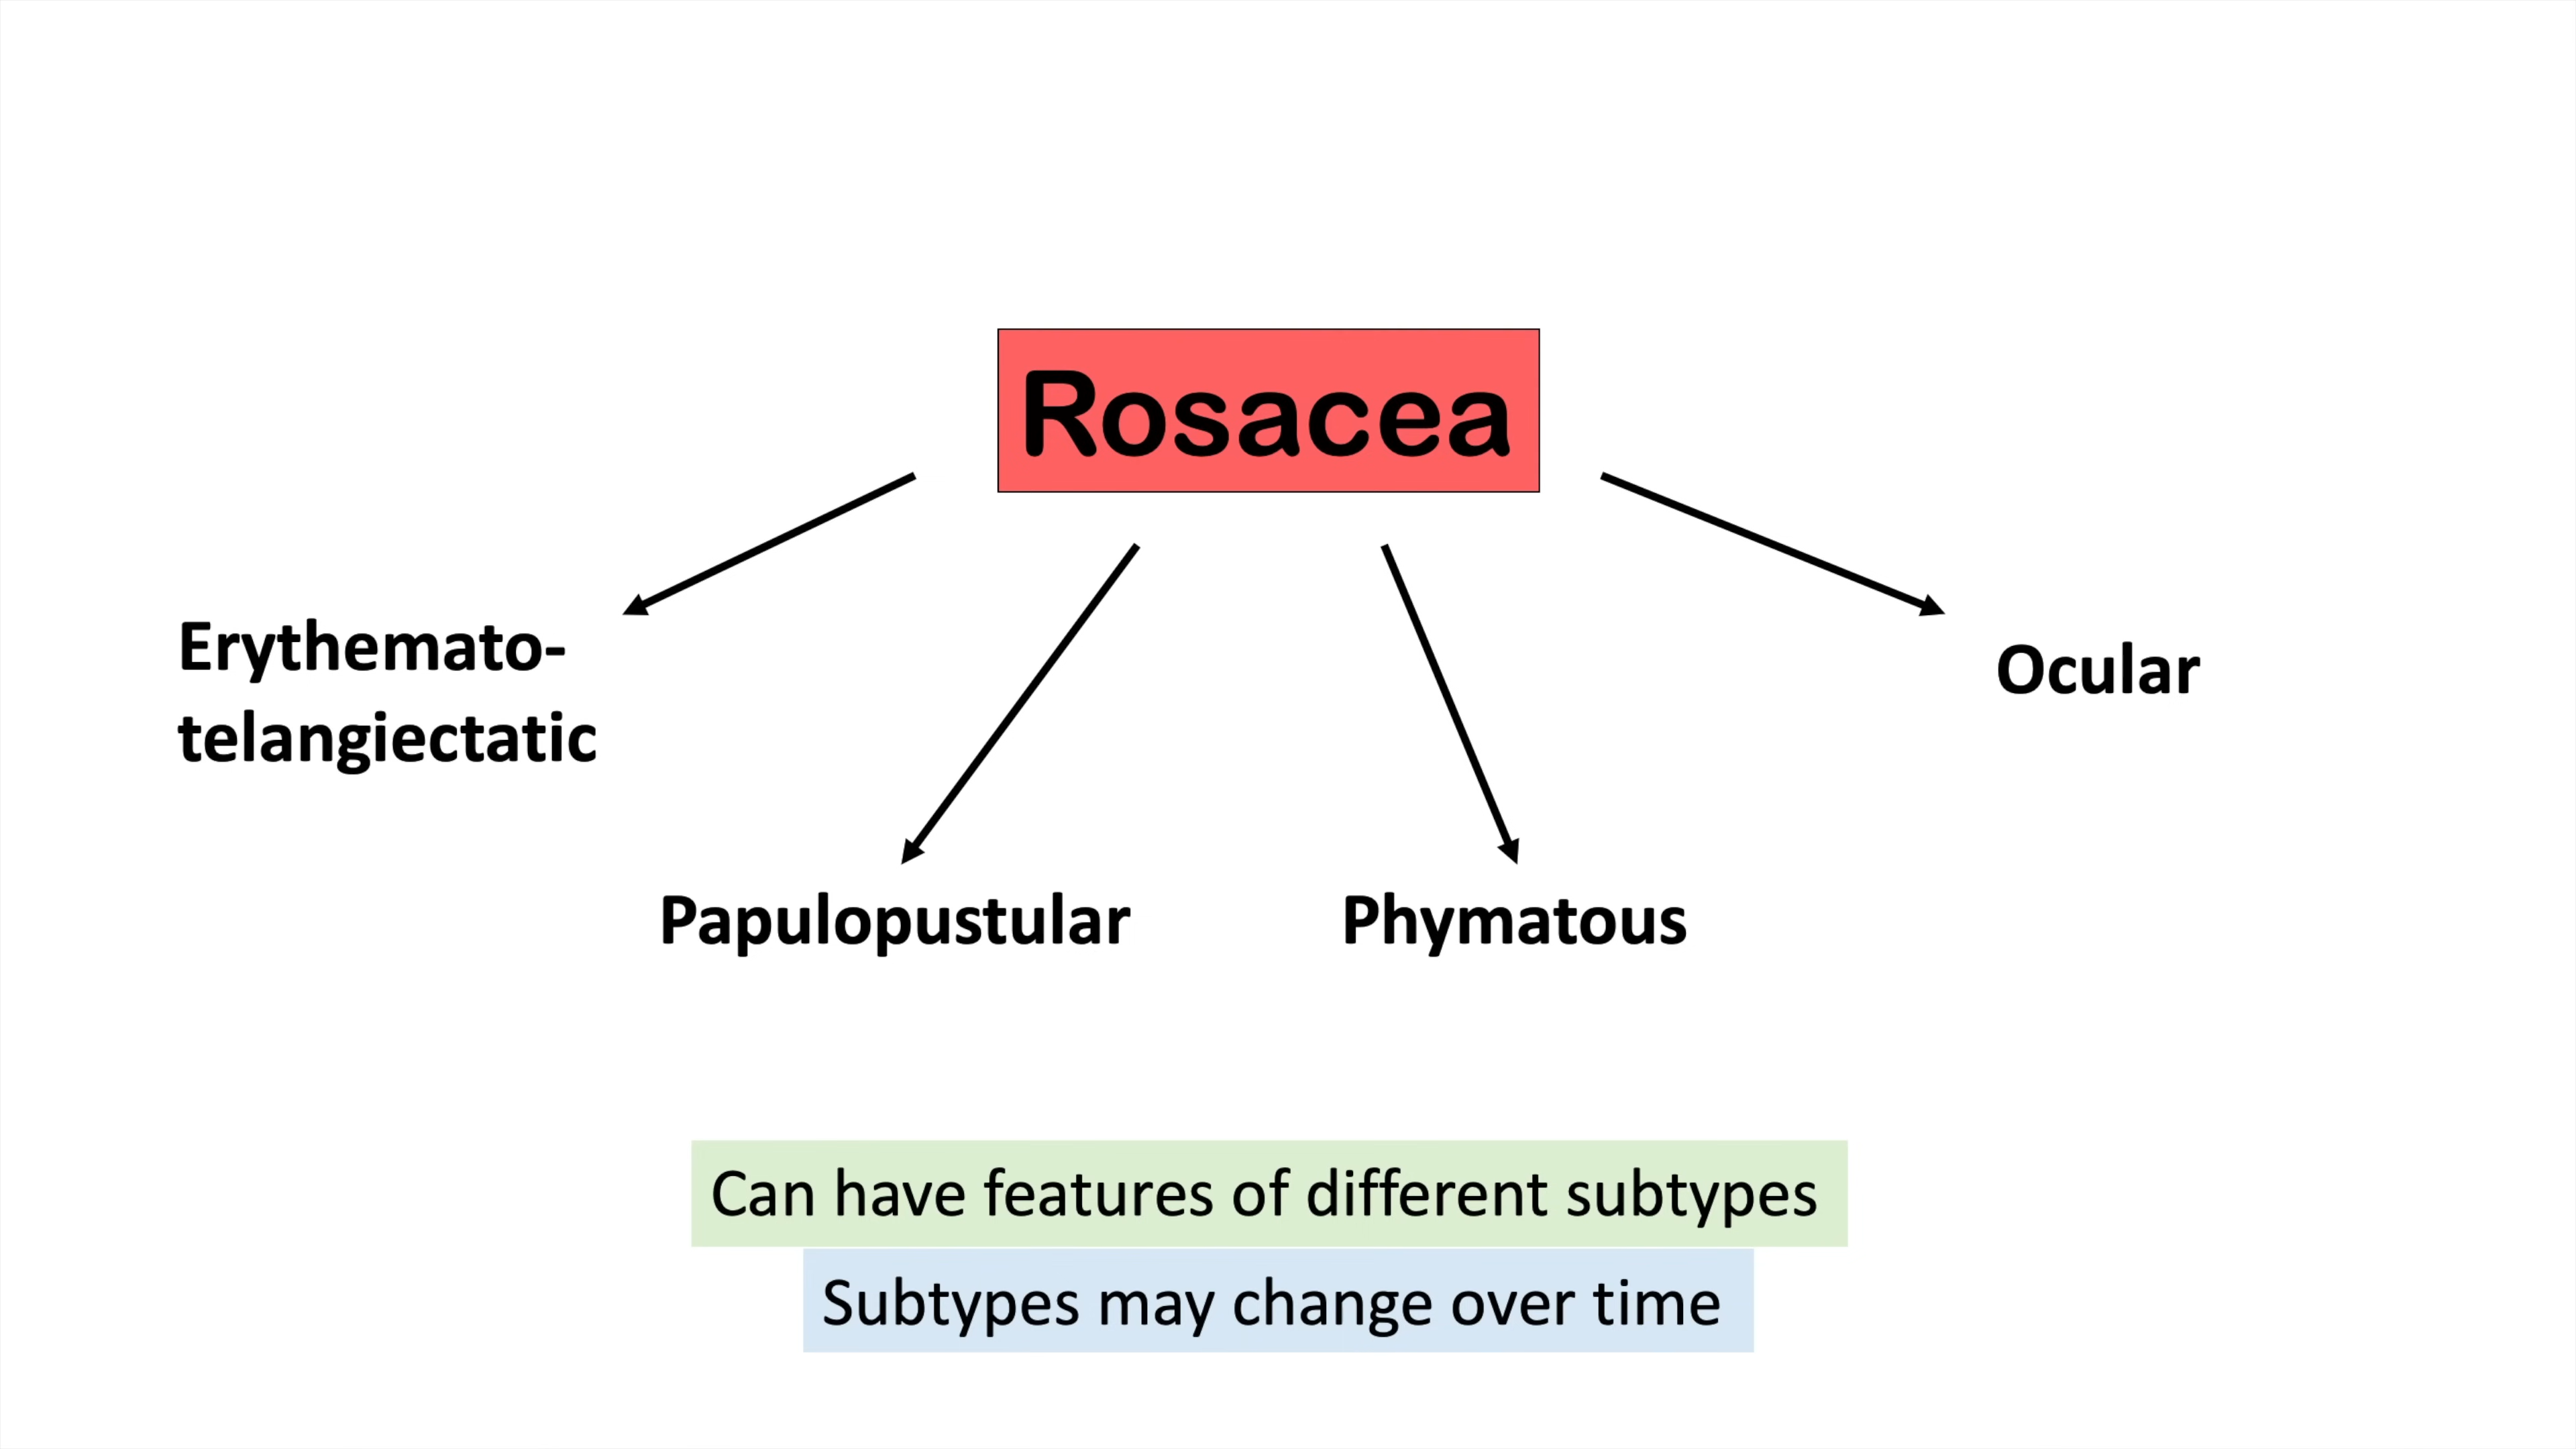 Rosacea
Erythemato-
telangiectatic
Ocular
Papulopustular
Phymatous
Can have features of different subtypes
Subtypes may change over time